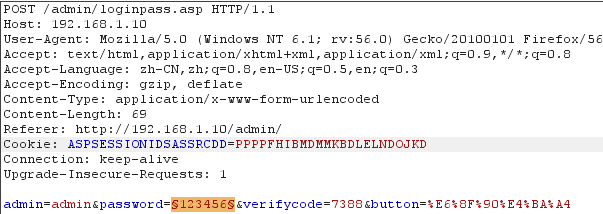 POST /admin/loginpass.asp HTTP/1.1
Host: 192.168.1.10
User-Agent: Mozilla/5.0 (Windows NT 6.1; rv:56.0) Gecko/20100101 Firefox/56
Accept: text/html,application/xhtml+xml,application/xml;q=0.9,*/*;q=0.8
Accept-Language: zh-CN,zh;q=0.8,en-US;q=0.5,en;q=0.3
Accept-Encoding: gzip, deflate
Content-Type: application/x-www-form-urlencoded
Content-Length: 69
Referer: http://192.168.1.10/admin/
Cookie: ASPSESSIONIDSASSRCDD=PPPPFHIBMDMMKBDLELNDOJKD
Connection: keep-alive
Upgrade-Insecure-Requests: 1
admin=admin&password=§123456§&verifycode=7388&button=%E6%8F%90%E4%BA%A4